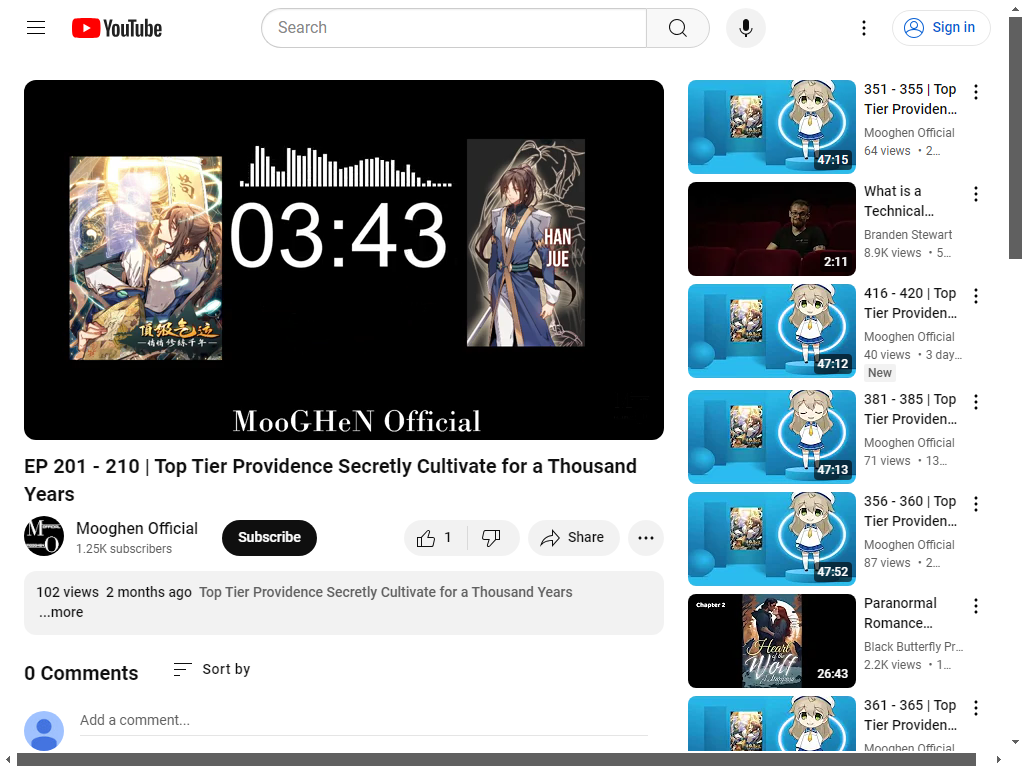 YouTube
Search
Sign in
03:43
HAN
JUE
頂級气运
悄悄修练千年
MooGHeN Official
EP 201 - 210 | Top Tier Providence Secretly Cultivate for a Thousand
Years
Mooghen Official
1.25K subscribers
Subscribe
1
Share
102 views 2 months ago Top Tier Providence Secretly Cultivate for a Thousand Years
...more
0 Comments
Sort by
Add a comment...
47:15
351 - 355 | Top
Tier Providen...
Mooghen Official
64 views • 2...
2:11
What is a
Technical...
Branden Stewart
8.9K views • 5...
47:12
416 - 420 | Top
Tier Providen...
Mooghen Official
40 views • 3 day...
New
47:13
381 - 385 | Top
Tier Providen...
Mooghen Official
71 views • 13...
47:52
356 - 360 | Top
Tier Providen...
Mooghen Official
87 views • 2...
Chapter 2
Heart
of the
Wolf
26:43
Paranormal
Romance...
Black Butterfly Pr...
2.2K views • 1...
361 - 365 | Top
Tier Providen...
Mooghen Official